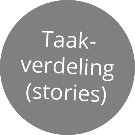 Taak-
verdeling
(stories)